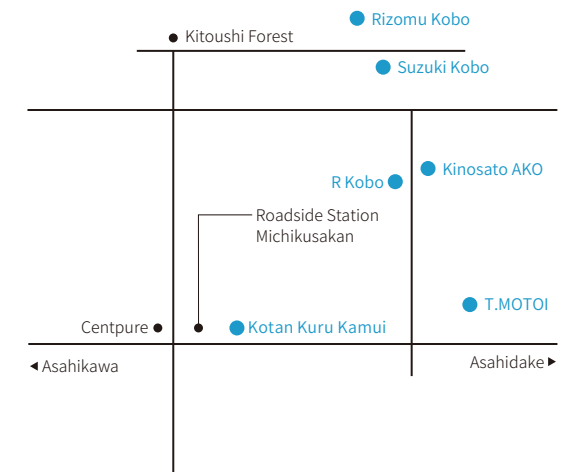 Rizomu Kobo
Kitoushi Forest
Suzuki Kobo
Kinosato AKO
R Kobo
Roadside Station
Michikusakan
T.MOTOI
Centpure
Kotan Kuru Kamui
Asahikawa
Asahidake